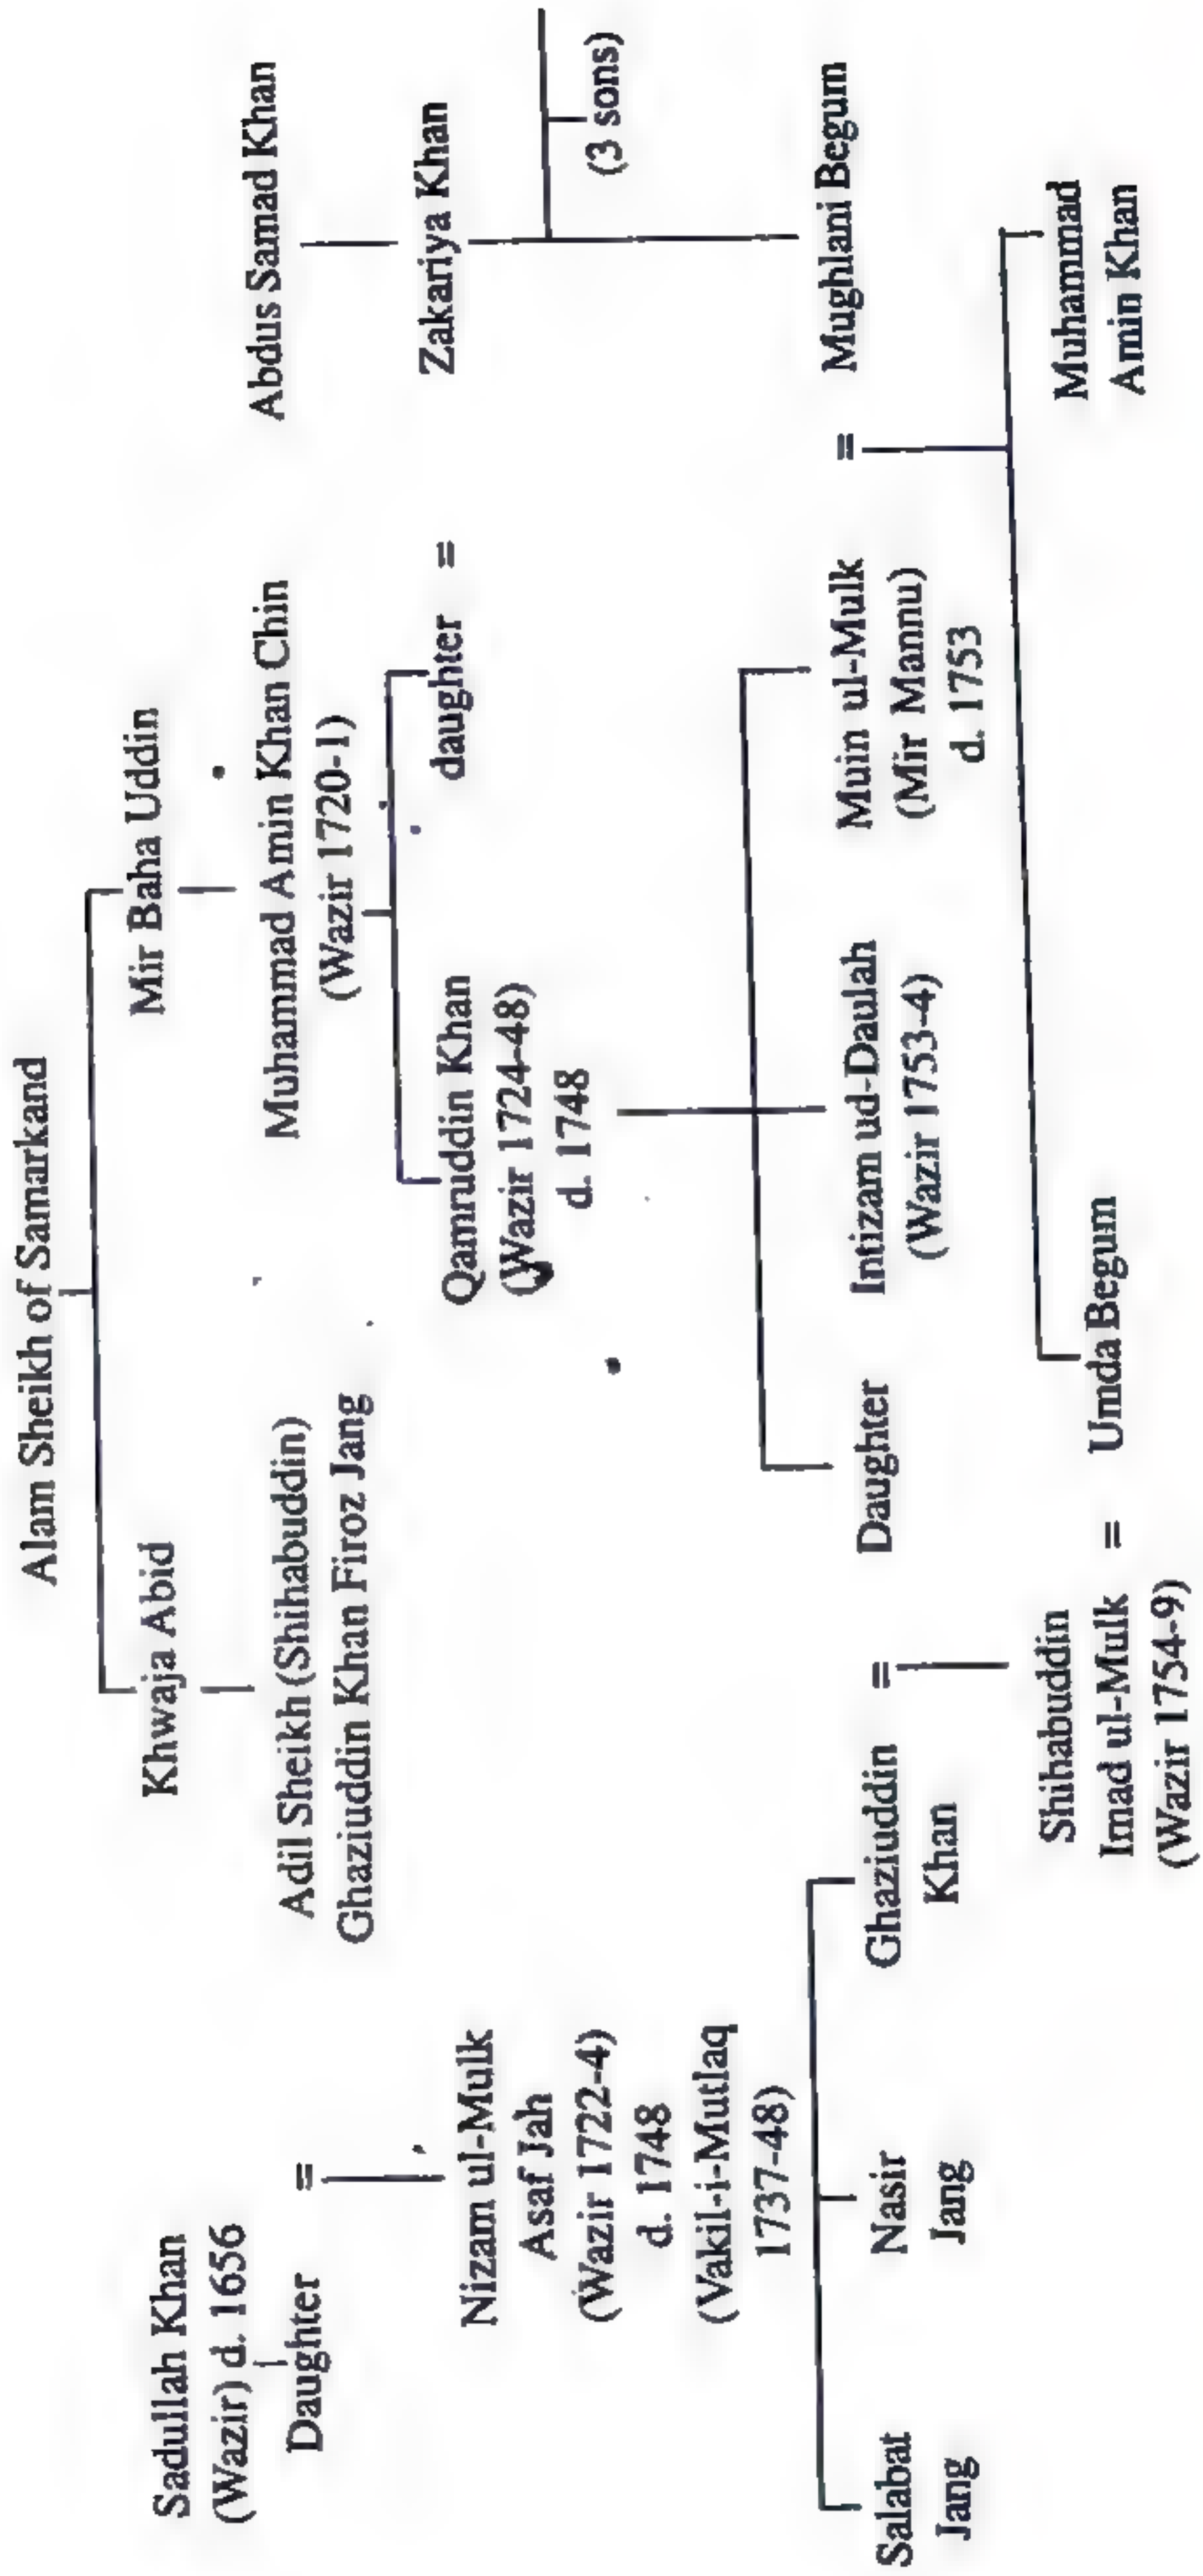 Alam Sheikh of Samarkand
Khwaja Abid
Mir Baha Uddin
Sadullah Khan
(Wazir) d. 1656
Daughter
=
Adil Sheikh (Shihabuddin)
Ghaziuddin Khan Firoz Jang
Muhammad Amin Khan Chin
(Wazir 1720-1)
Abdus Samad Khan
Nizam ul-Mulk
Asaf Jah
(Wazir 1722-4)
d. 1748
(Vakil-i-Mutlaq
1737-48)
Qamruddin Khan
(Wazir 1724-48)
d. 1748
daughter =
Zakariya Khan
(3 sons)
Salabat
Jang
Nasir
Jang
Ghaziuddin
Khan
=
Daughter
Intizam ud-Daulah
(Wazir 1753-4)
Muin ul-Mulk
(Mir Mannu)
d. 1753
=
Mughlani Begum
Shihabuddin
Imad ul-Mulk
(Wazir 1754-9)
=
Umda Begum
Muhammad
Amin Khan